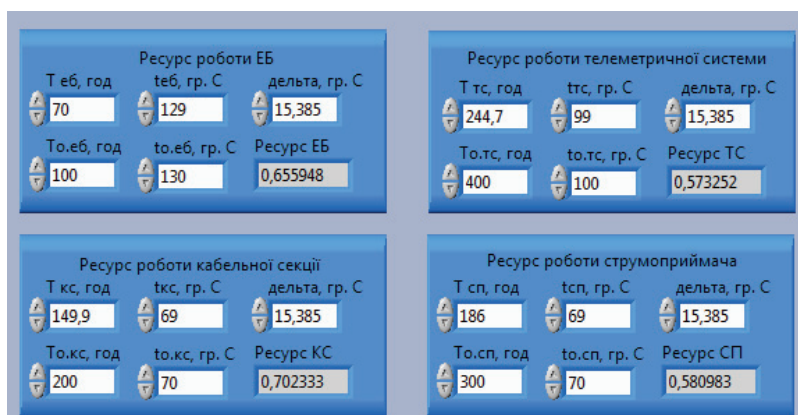 Ресурс роботи ЕБ
Т еб, год tеб, гр. С дельта, гр. С
70 129 15,385
То.еб, год to.еб, гр. С Ресурс ЕБ
100 130 0,655948
Ресурс роботи телеметричної системи
Т тс, год tтс, гр. С дельта, гр. С
244,7 99 15,385
То.тс, год to.тс, гр. С Ресурс ТС
400 100 0,573252
Ресурс роботи кабельної секції
Т кс, год tкс, гр. С дельта, гр. С
149,9 69 15,385
То.кс, год to.кс, гр. С Ресурс КС
200 70 0,702333
Ресурс роботи струмоприймача
Т сп, год tсп, гр. С дельта, гр. С
186 69 15,385
То.сп, год to.сп, гр. С Ресурс СП
300 70 0,580983